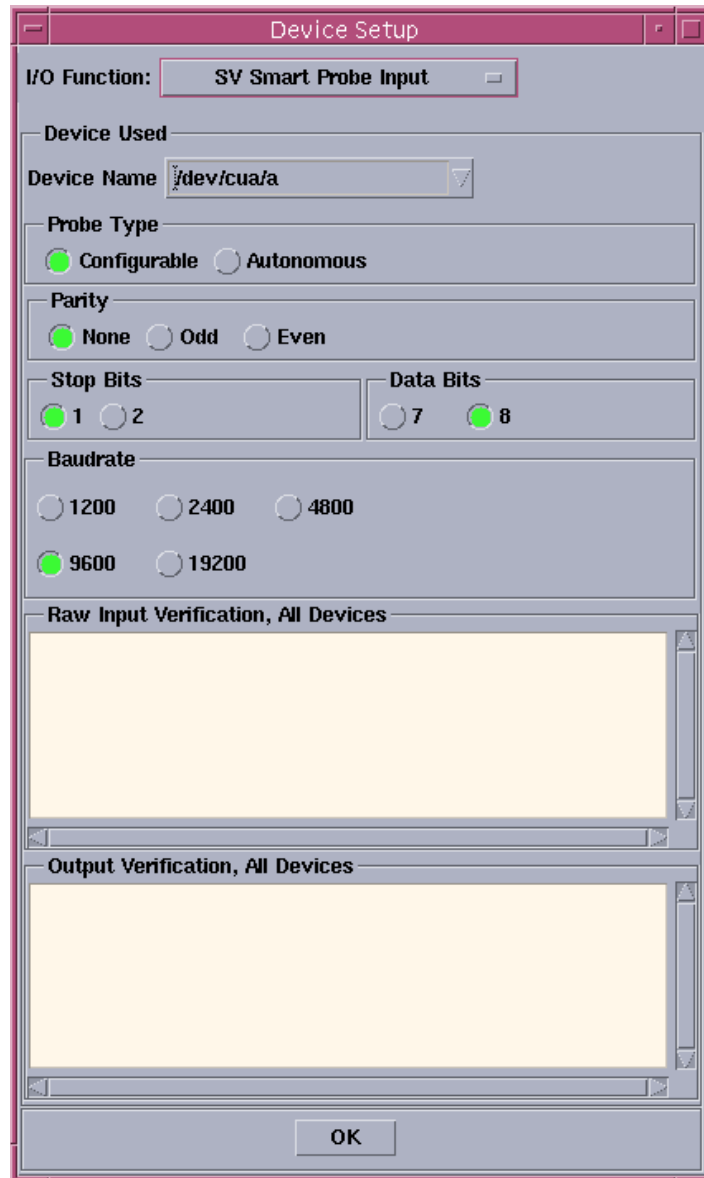 Device Setup
I/O Function: SV Smart Probe Input
Device Used
Device Name /dev/cua/a
Probe Type
Configurable Autonomous
Parity
None Odd Even
Stop Bits Data Bits
1 2 7 8
Baudrate
1200 2400 4800
9600 19200
Raw Input Verification, All Devices
Output Verification, All Devices
OK